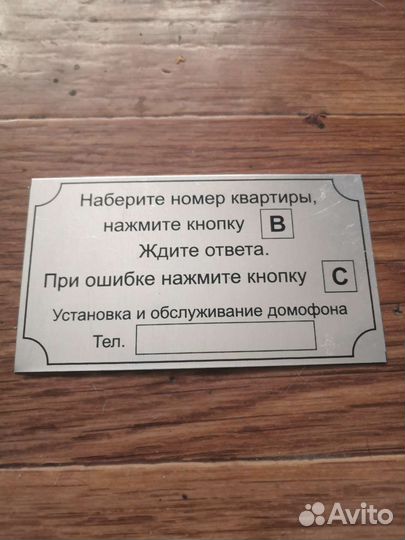 Наберите номер квартиры,
нажмите кнопку B
Ждите ответа.
При ошибке нажмите кнопку C
Установка и обслуживание домофона
Тел.
Avito